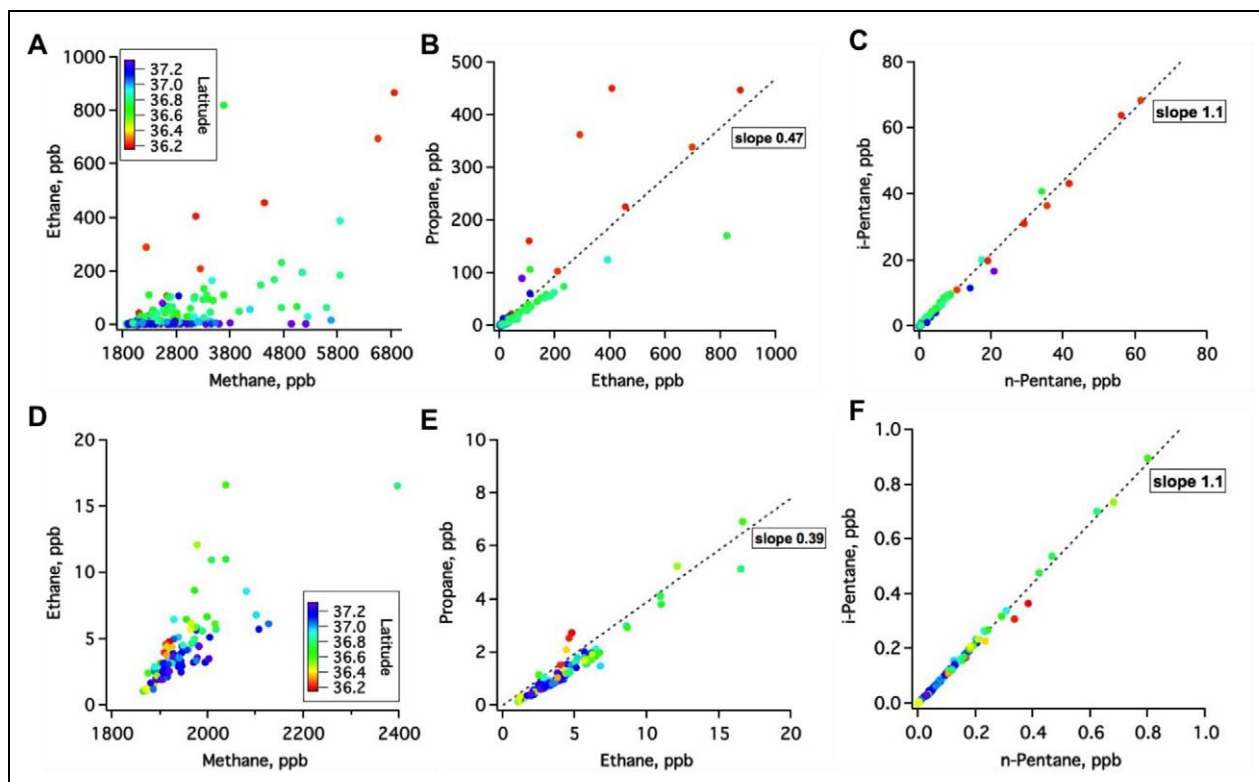 A
1000
800
600
400
200
0
Ethane, ppb
37.2
37.0
36.8
36.6
36.4
36.2
Latitude
1800 2800 3800 4800 5800 6800
Methane, ppb
B
500
400
300
200
100
0
Propane, ppb
slope 0.47
0 200 400 600 800 1000
Ethane, ppb
C
80
60
40
20
0
i-Pentane, ppb
slope 1.1
0 20 40 60 80
n-Pentane, ppb
D
20
15
10
5
0
Ethane, ppb
37.2
37.0
36.8
36.6
36.4
36.2
Latitude
1800 2000 2200 2400
Methane, ppb
E
10
8
6
4
2
0
Propane, ppb
slope 0.39
0 5 10 15 20
Ethane, ppb
F
1.0
0.8
0.6
0.4
0.2
0.0
i-Pentane, ppb
slope 1.1
0.0 0.2 0.4 0.6 0.8 1.0
n-Pentane, ppb